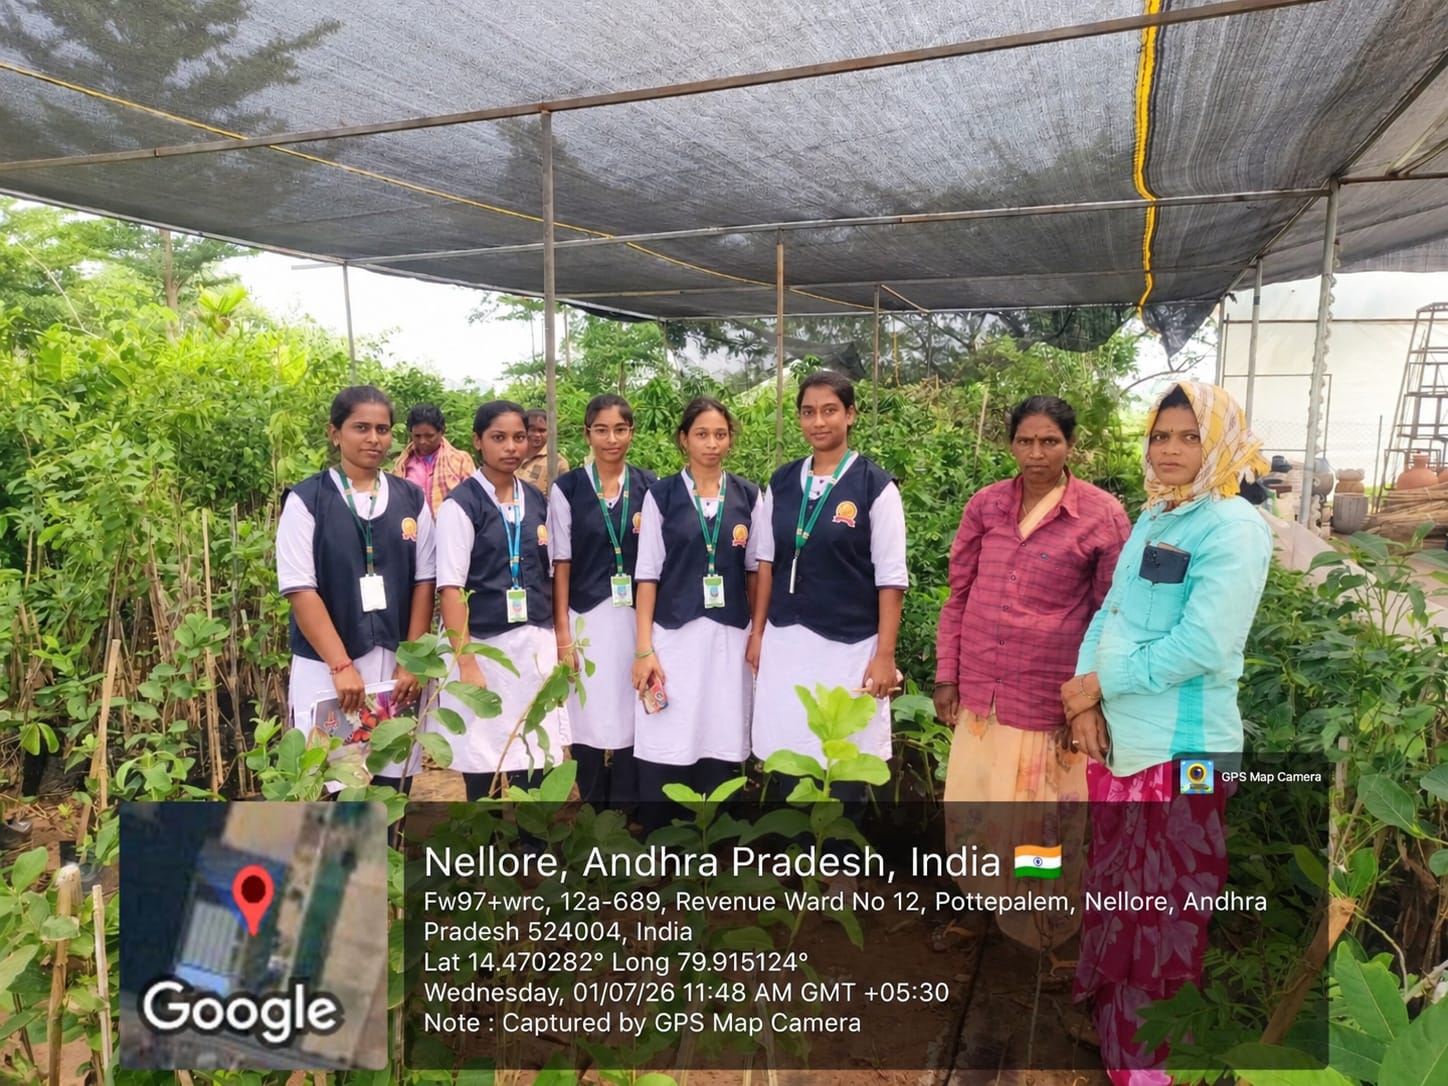 GPS Map Camera
Nellore, Andhra Pradesh, India
Fw97+wrc, 12a-689, Revenue Ward No 12, Pottepalem, Nellore, Andhra
Pradesh 524004, India
Lat 14.470282° Long 79.915124°
Wednesday, 01/07/26 11:48 AM GMT +05:30
Note : Captured by GPS Map Camera
Google